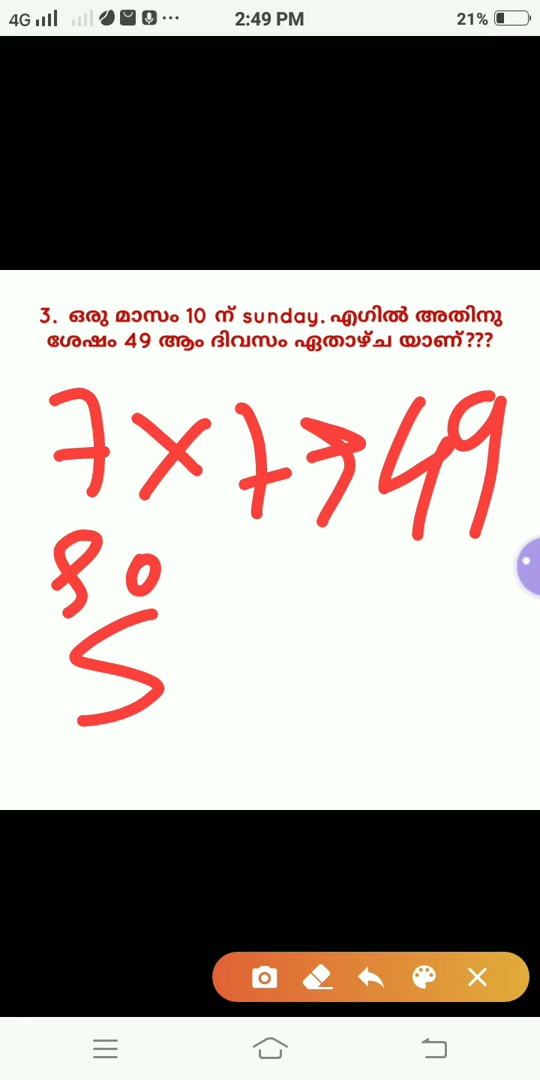 4G 2:49 PM 21%
3. ഒരു മാസം 10 ന് sunday. എഗിൽ അതിനു
ശേഷം 49 ആം ദിവസം ഏതാഴ്ച യാണ്???
7 x 7 49
S